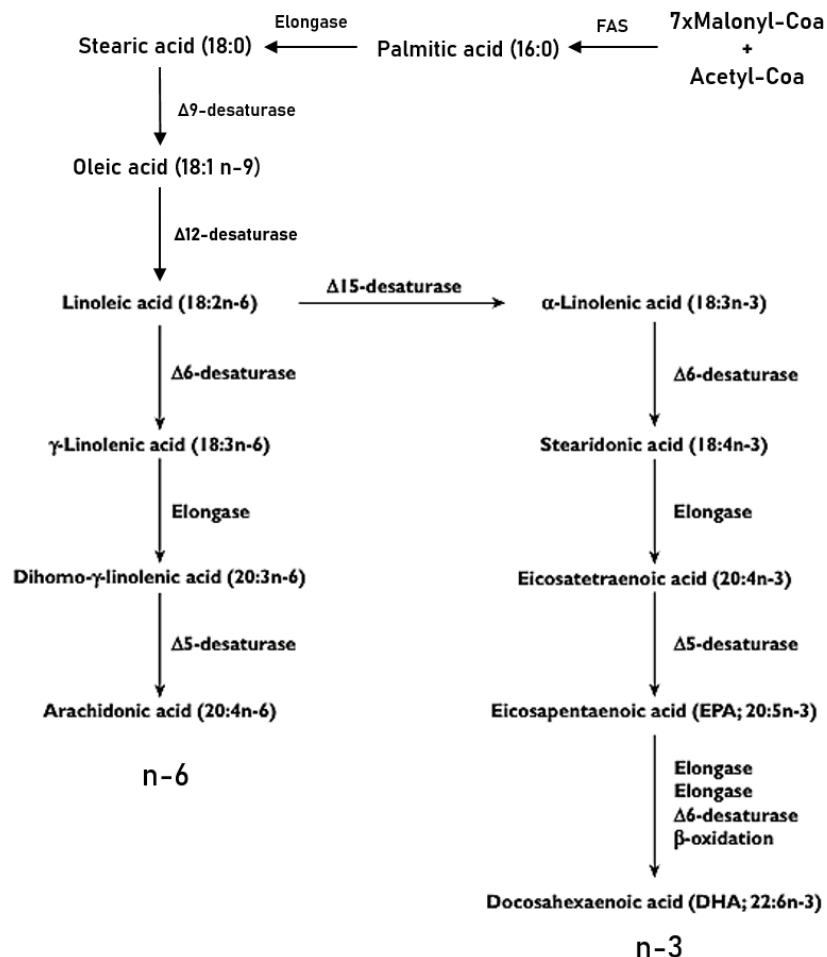 Stearic acid (18:0)
Elongase
Palmitic acid (16:0)
FAS
7xMalonyl-Coa
+
Acetyl-Coa
Δ9-desaturase
Oleic acid (18:1 n-9)
Δ12-desaturase
Linoleic acid (18:2n-6)
Δ15-desaturase
α-Linolenic acid (18:3n-3)
Δ6-desaturase
Δ6-desaturase
γ-Linolenic acid (18:3n-6)
Stearidonic acid (18:4n-3)
Elongase
Elongase
Dihomo-γ-linolenic acid (20:3n-6)
Eicosatetraenoic acid (20:4n-3)
Δ5-desaturase
Δ5-desaturase
Arachidonic acid (20:4n-6)
Eicosapentaenoic acid (EPA; 20:5n-3)
n-6
Elongase
Elongase
Δ6-desaturase
β-oxidation
Docosahexaenoic acid (DHA; 22:6n-3)
n-3